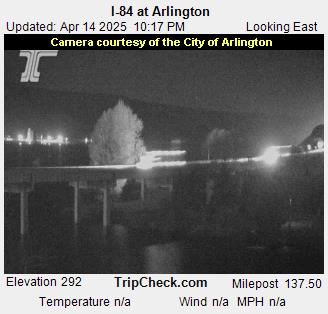 I-84 at Arlington
Updated: Apr 14 2025 10:17 PM Looking East
Camera courtesy of the City of Arlington
Elevation 292 TripCheck.com Milepost 137.50
Temperature n/a Wind n/a MPH n/a